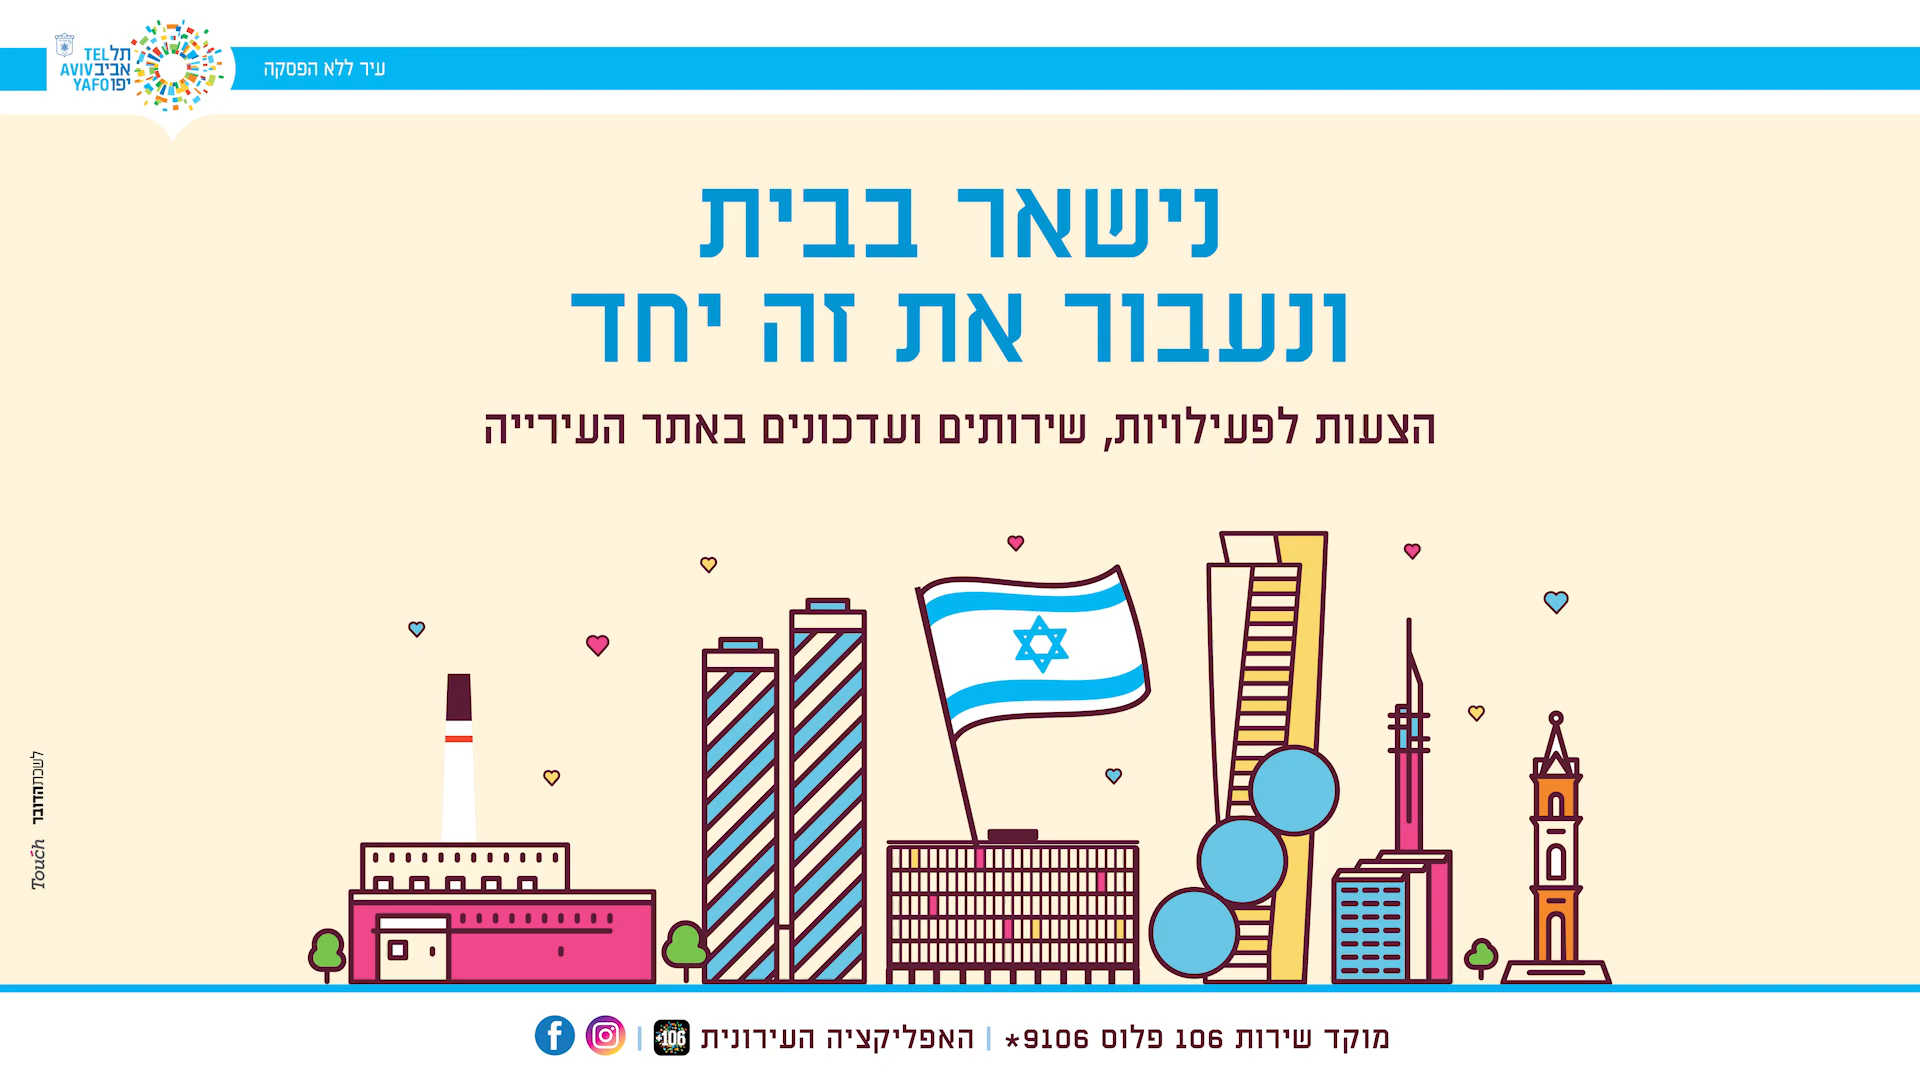 תל TEL
אביב AVIV
יפו YAFO
עיר ללא הפסקה
נישאר בבית
ונעבור את זה יחד
הצעות לפעילויות, שירותים ועדכונים באתר העירייה
לשכתהדובר
Touch
מוקד שירות 106 פלוס 9106* | האפליקציה העירונית
106+